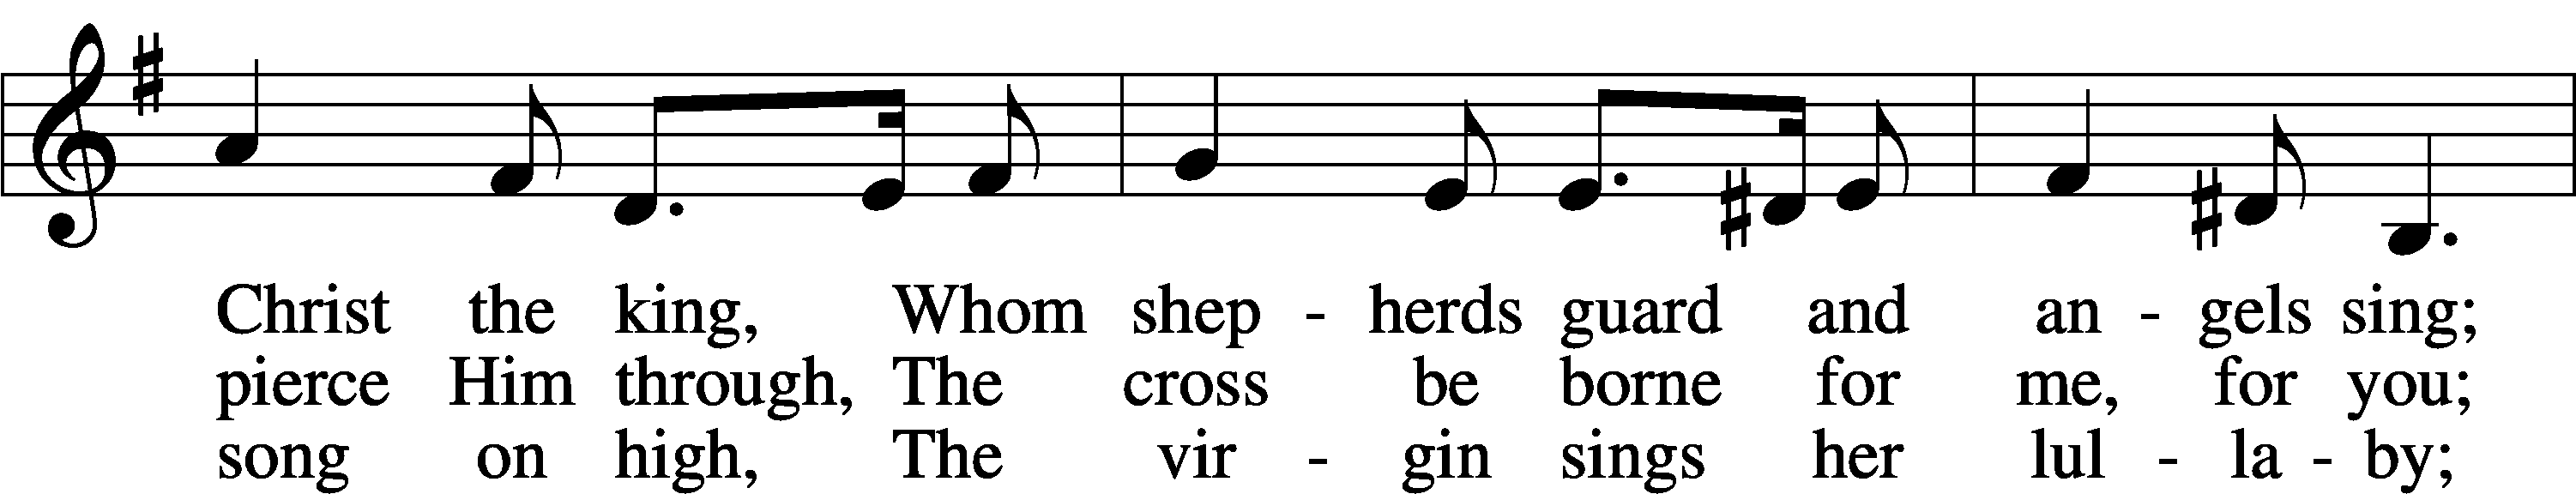 Christ the king, Whom shep - herds guard and an - gels sing;
pierce Him through, The cross be borne for me, for you;
song on high, The vir - gin sings her lul - la - by;